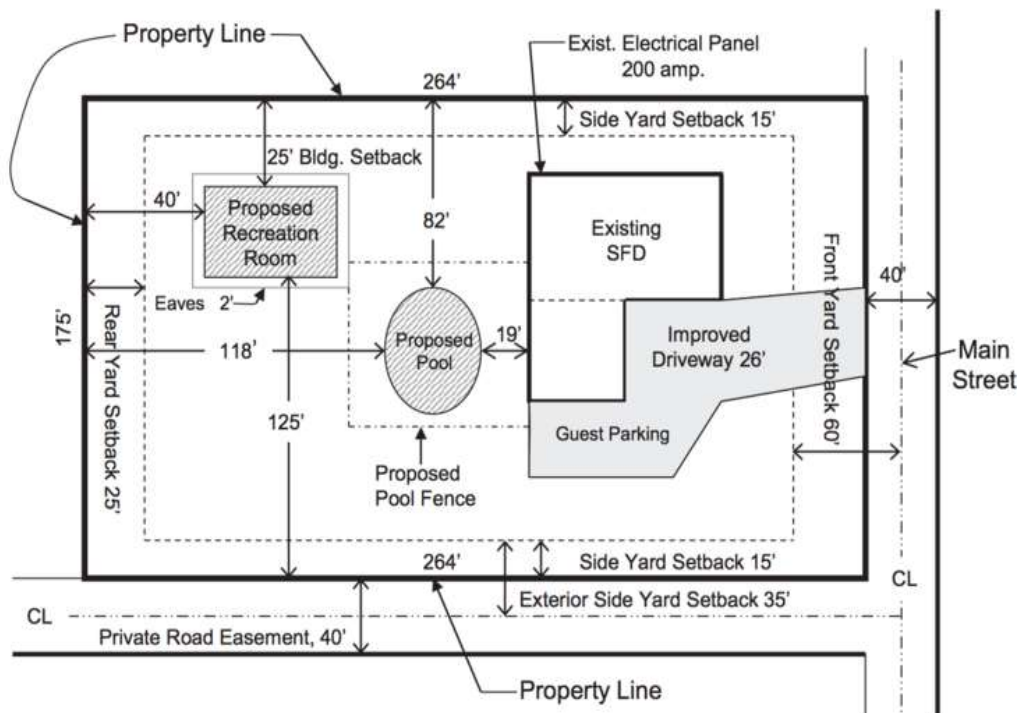 Property Line
Exist. Electrical Panel
200 amp.
264'
Side Yard Setback 15'
25' Bldg. Setback
40'
Proposed
Recreation
Room
82'
Existing
SFD
Front Yard Setback 60'
40'
Eaves 2'
175'
Rear Yard Setback 25'
118'
Proposed
Pool
19'
Improved
Driveway 26'
Main
Street
125'
Guest Parking
Proposed
Pool Fence
264'
Side Yard Setback 15'
CL
Exterior Side Yard Setback 35'
CL
Private Road Easement, 40'
Property Line